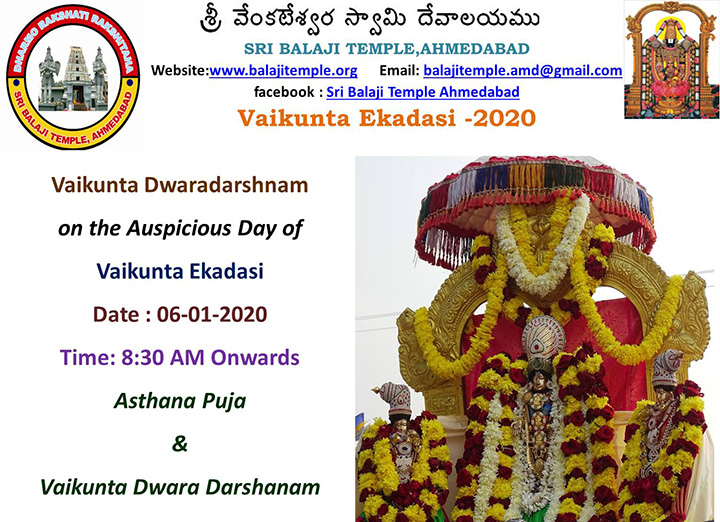 శ్రీ వేంకటేశ్వర స్వామి దేవాలయము
SRI BALAJI TEMPLE,AHMEDABAD
Website:www.balajitemple.org Email: balajitemple.amd@gmail.com
facebook : Sri Balaji Temple Ahmedabad
Vaikunta Ekadasi -2020
DHARMO RAKSHATI RAKSHITAHA
SRI BALAJI TEMPLE, AHMEDABAD
Vaikunta Dwaradarshnam
on the Auspicious Day of
Vaikunta Ekadasi
Date : 06-01-2020
Time: 8:30 AM Onwards
Asthana Puja
&
Vaikunta Dwara Darshanam